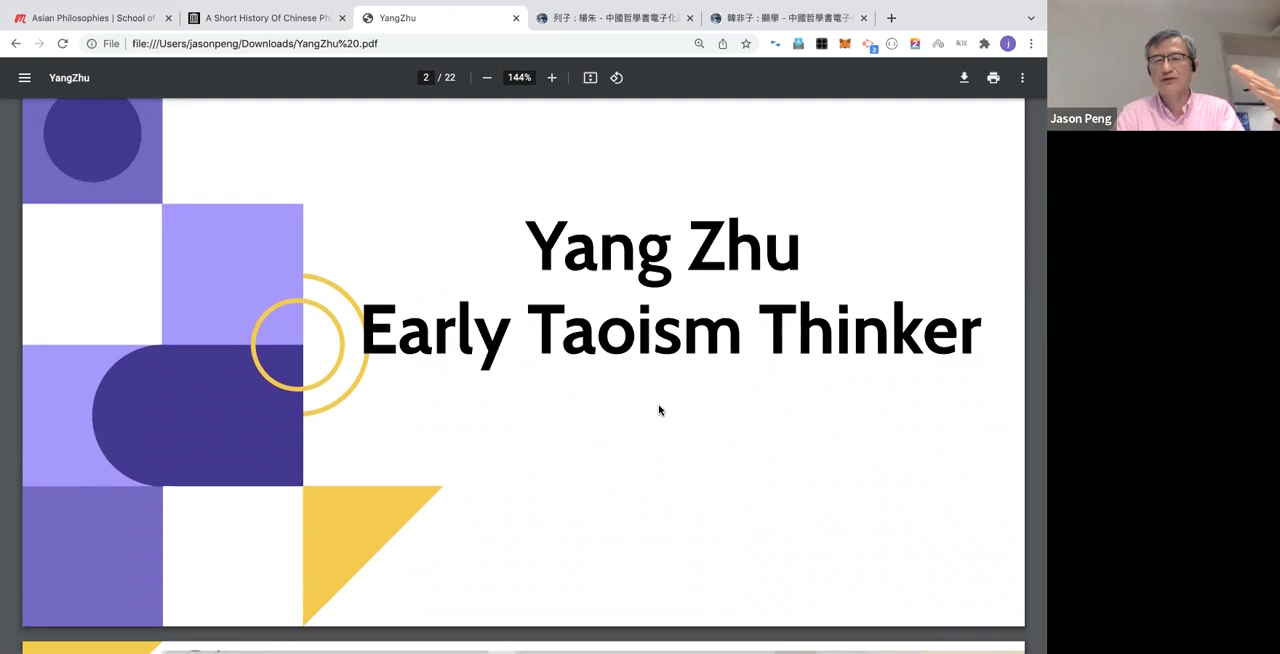 Asian Philosophies | School of
A Short History Of Chinese Ph
YangZhu
列子 : 楊朱 - 中國哲學書電子化
韓非子 : 顯學 - 中國哲學書電子
File
file:///Users/jasonpeng/Downloads/YangZhu%20.pdf
YangZhu
2 / 22
144%
Jason Peng
Yang Zhu
Early Taoism Thinker